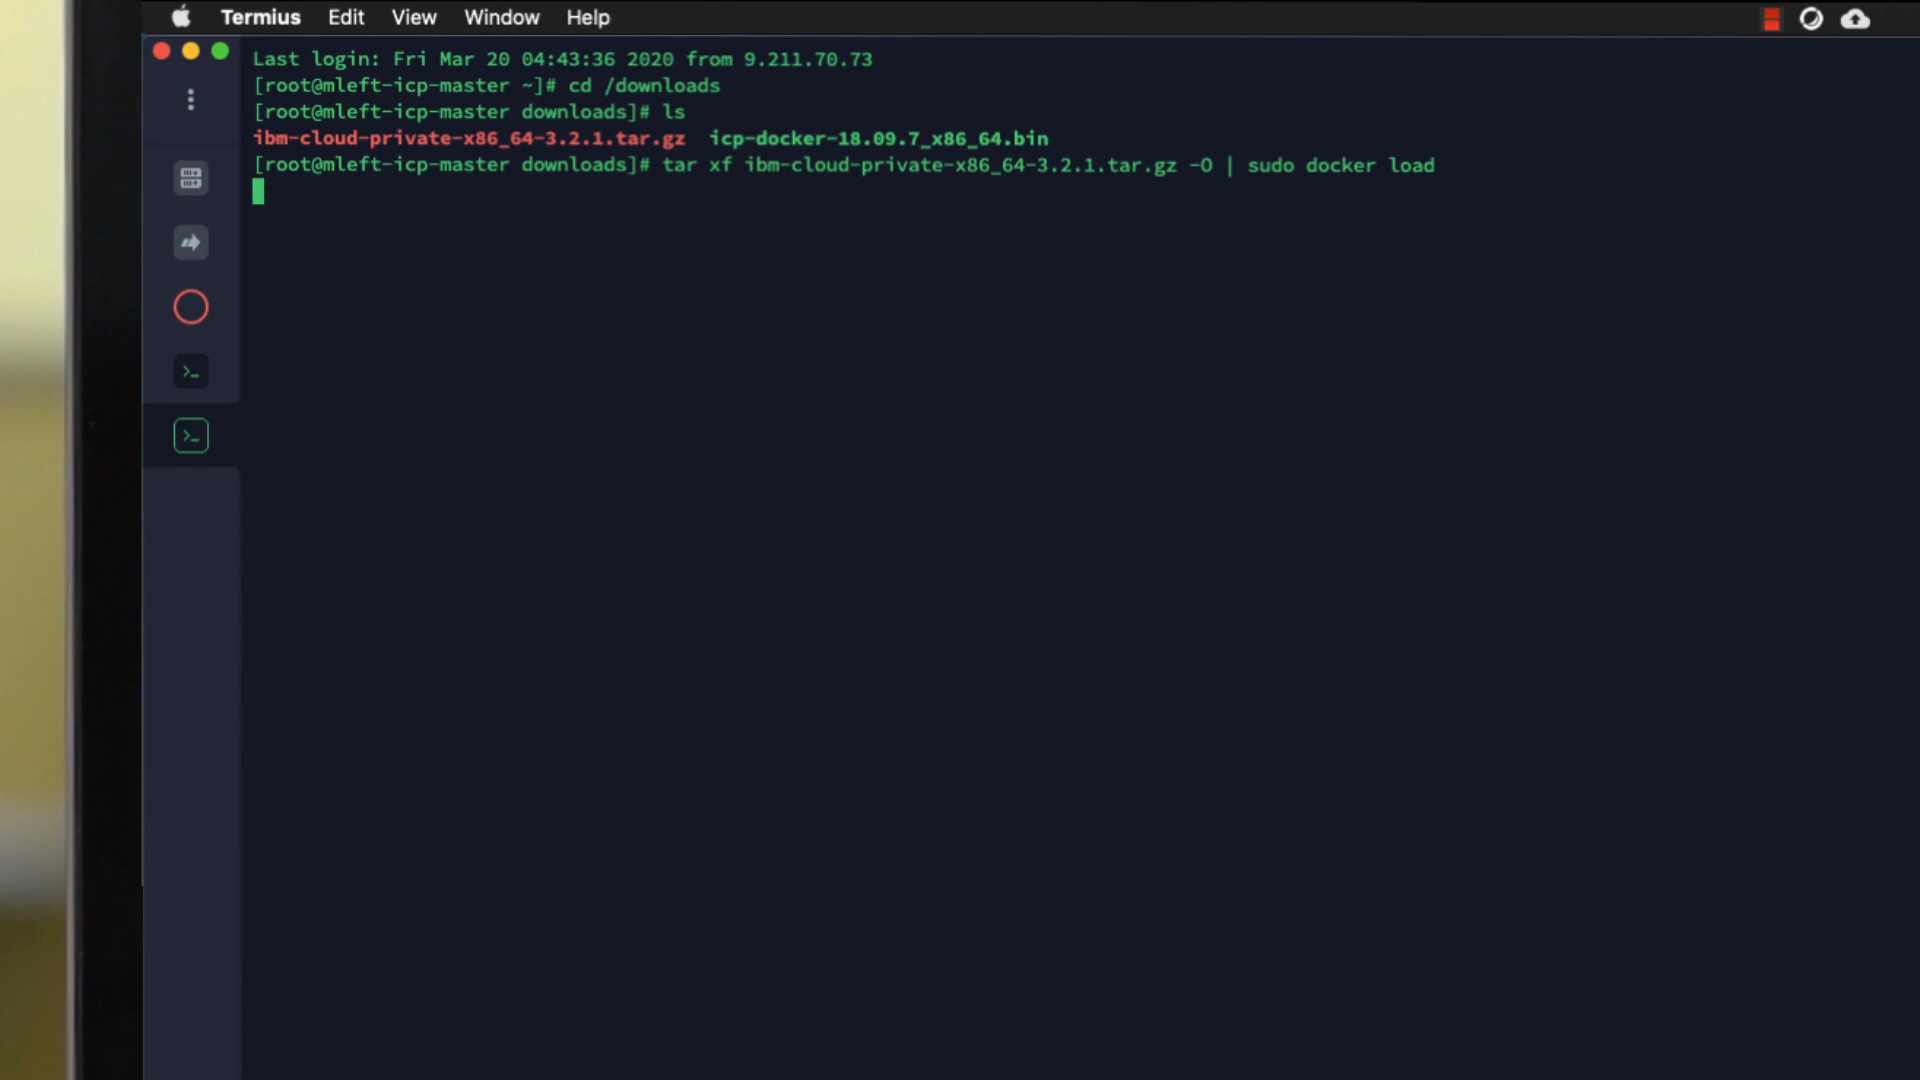 Termius Edit View Window Help
Last login: Fri Mar 20 04:43:36 2020 from 9.211.70.73
[root@mleft-icp-master ~]# cd /downloads
[root@mleft-icp-master downloads]# ls
ibm-cloud-private-x86_64-3.2.1.tar.gz  icp-docker-18.09.7_x86_64.bin
[root@mleft-icp-master downloads]# tar xf ibm-cloud-private-x86_64-3.2.1.tar.gz -O | sudo docker load